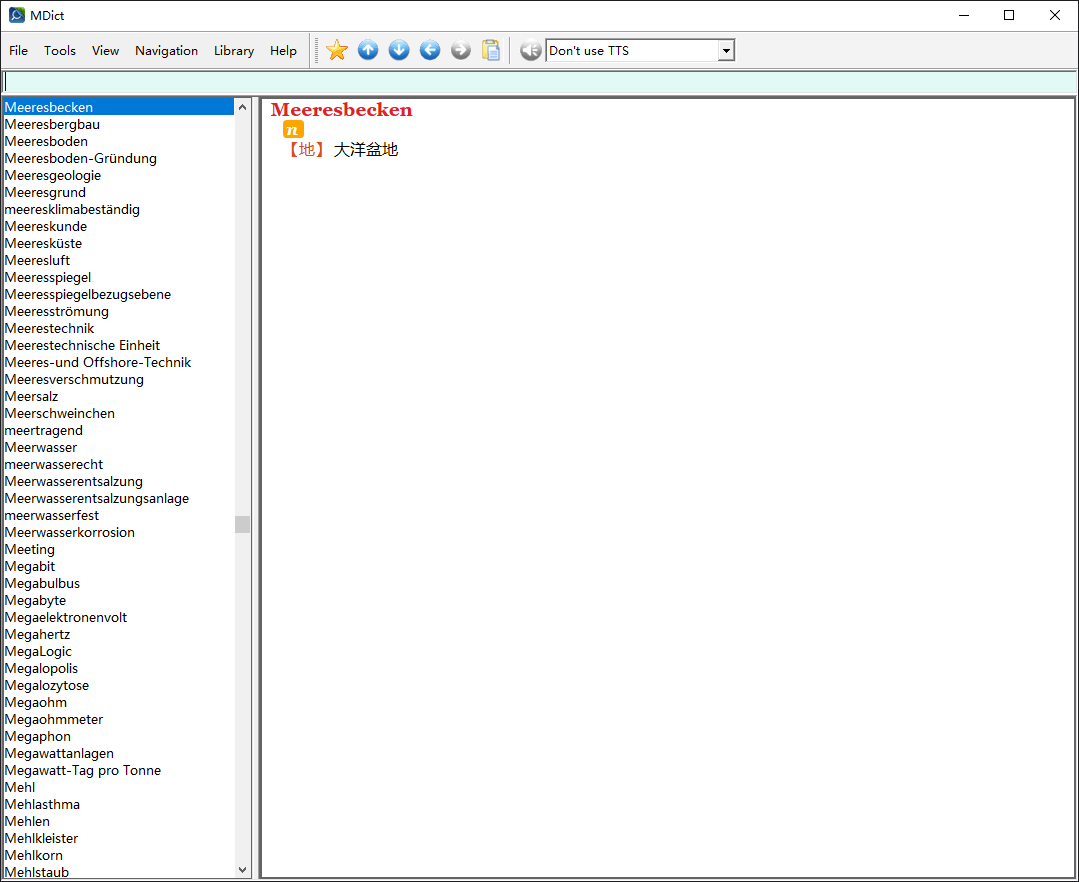 MDict
File Tools View Navigation Library Help Don't use TTS
Meeresbecken
Meeresbergbau
Meeresboden
Meeresboden-Gründung
Meeresgeologie
Meeresgrund
meeresklimabeständig
Meereskunde
Meeresküste
Meeresluft
Meeresspiegel
Meeresspiegelbezugsebene
Meeresströmung
Meerestechnik
Meerestechnische Einheit
Meeres-und Offshore-Technik
Meeresverschmutzung
Meersalz
Meerschweinchen
meertragend
Meerwasser
meerwasserecht
Meerwasserentsalzung
Meerwasserentsalzungsanlage
meerwasserfest
Meerwasserkorrosion
Meeting
Megabit
Megabulbus
Megabyte
Megaelektronenvolt
Megahertz
MegaLogic
Megalopolis
Megalozytose
Megaohm
Megaohmmeter
Megaphon
Megawattanlagen
Megawatt-Tag pro Tonne
Mehl
Mehlasthma
Mehlen
Mehlkleister
Mehlkorn
Mehlstaub
Meeresbecken
n
【地】 大洋盆地